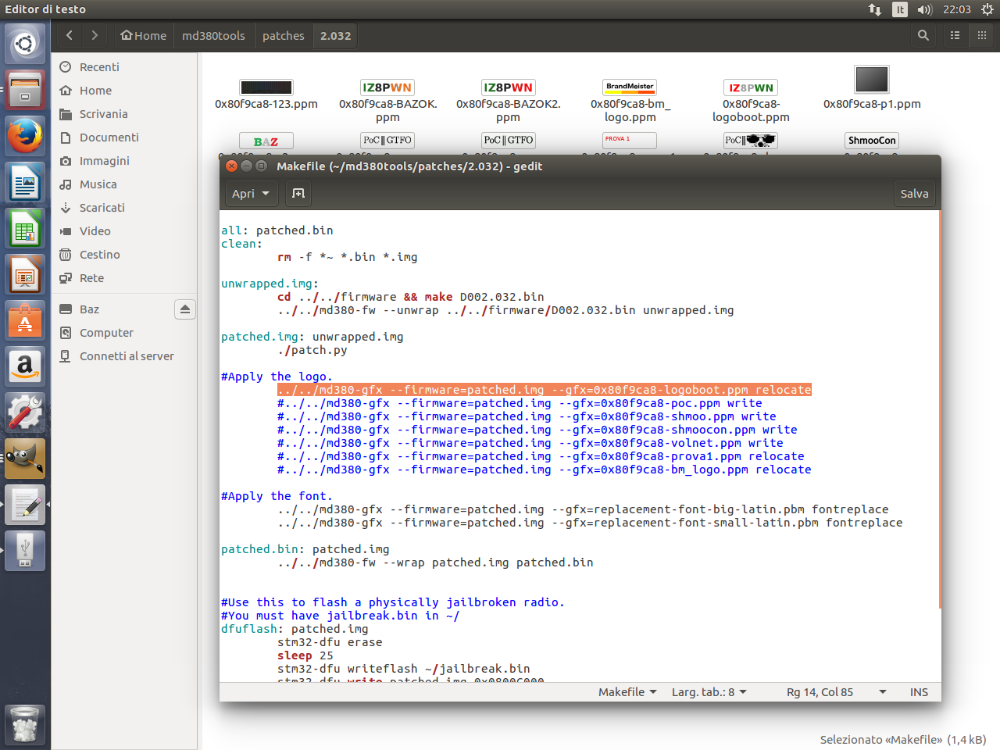 Editor di testo
It
22:03
Home
md380tools
patches
2.032
Recenti
Home
Scrivania
Documenti
Immagini
Musica
Scaricati
Video
Cestino
Rete
Baz
Computer
Connetti al server
IZ8PWN
IZ8PWN
BrandMeister
IZ8PWN
0x80f9ca8-123.ppm
0x80f9ca8-BAZOK.
ppm
0x80f9ca8-BAZOK2.
ppm
0x80f9ca8-bm_
logo.ppm
0x80f9ca8-
logoboot.ppm
0x80f9ca8-p1.ppm
BAZ
PoC||GTFO
PoC||GTFO
PROVA 1
PoC||
ShmooCon
Makefile (~/md380tools/patches/2.032) - gedit
Apri
Salva
all: patched.bin
clean:
rm -f *~ *.bin *.img
unwrapped.img:
cd ../../firmware && make D002.032.bin
../../md380-fw --unwrap ../../firmware/D002.032.bin unwrapped.img
patched.img: unwrapped.img
./patch.py
#Apply the logo.
../../md380-gfx --firmware=patched.img --gfx=0x80f9ca8-logoboot.ppm relocate
#../../md380-gfx --firmware=patched.img --gfx=0x80f9ca8-poc.ppm write
#../../md380-gfx --firmware=patched.img --gfx=0x80f9ca8-shmoo.ppm write
#../../md380-gfx --firmware=patched.img --gfx=0x80f9ca8-shmoocon.ppm write
#../../md380-gfx --firmware=patched.img --gfx=0x80f9ca8-volnet.ppm write
#../../md380-gfx --firmware=patched.img --gfx=0x80f9ca8-prova1.ppm relocate
#../../md380-gfx --firmware=patched.img --gfx=0x80f9ca8-bm_logo.ppm relocate
#Apply the font.
../../md380-gfx --firmware=patched.img --gfx=replacement-font-big-latin.pbm fontreplace
../../md380-gfx --firmware=patched.img --gfx=replacement-font-small-latin.pbm fontreplace
patched.bin: patched.img
../../md380-fw --wrap patched.img patched.bin
#Use this to flash a physically jailbroken radio.
#You must have jailbreak.bin in ~/
dfuflash: patched.img
stm32-dfu erase
sleep 25
stm32-dfu writeflash ~/jailbreak.bin
stm32-dfu write patched.img 0x0800C000
Makefile
Larg. tab.: 8
Rg 14, Col 85
INS
Selezionato «Makefile» (1,4 kB)